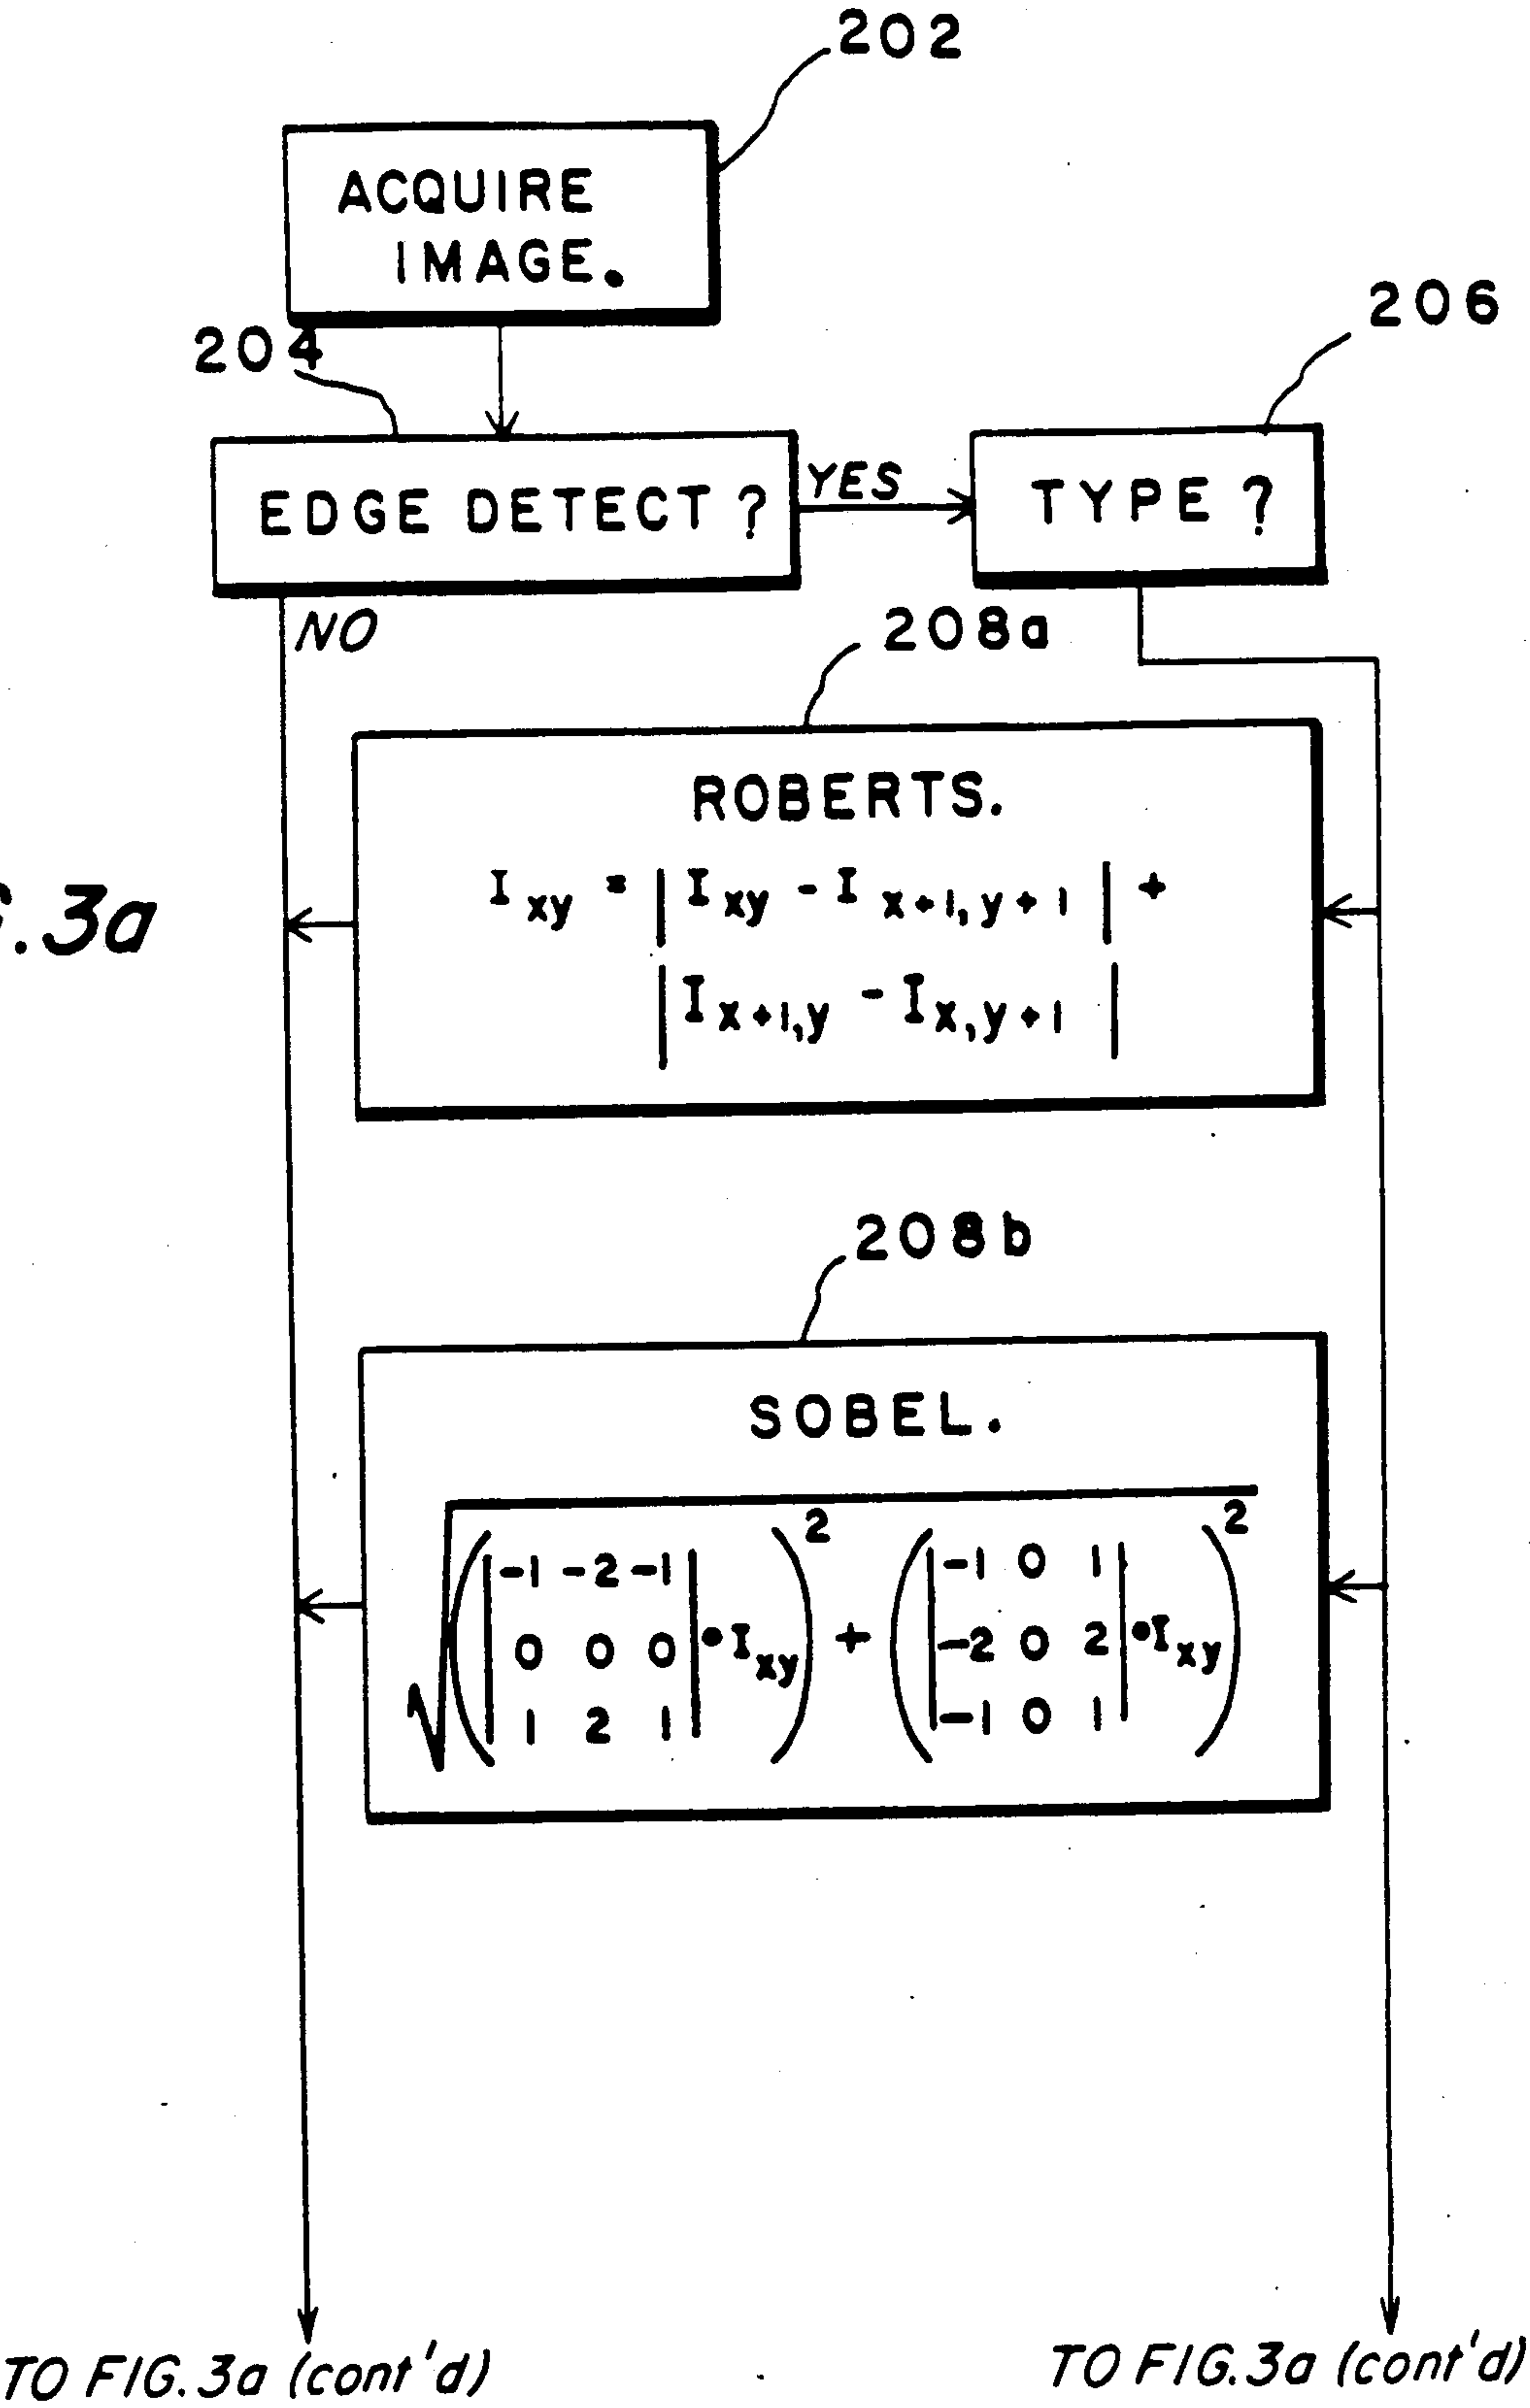 202
ACQUIRE
IMAGE.
204
206
EDGE DETECT ?
YES
TYPE ?
NO
208a
ROBERTS.
I xy = | I xy - I x+1, y+1 | +
| I x+1,y - I x,y+1 |
.3a
208b
SOBEL.
√ ( | -1 -2 -1 | ) 2 + ( | -1 0 1 | ) 2
| 0 0 0 | • I xy | -2 0 2 | • I xy
| 1 2 1 | | -1 0 1 |
TO FIG.3a (cont'd)
TO FIG.3a (cont'd)